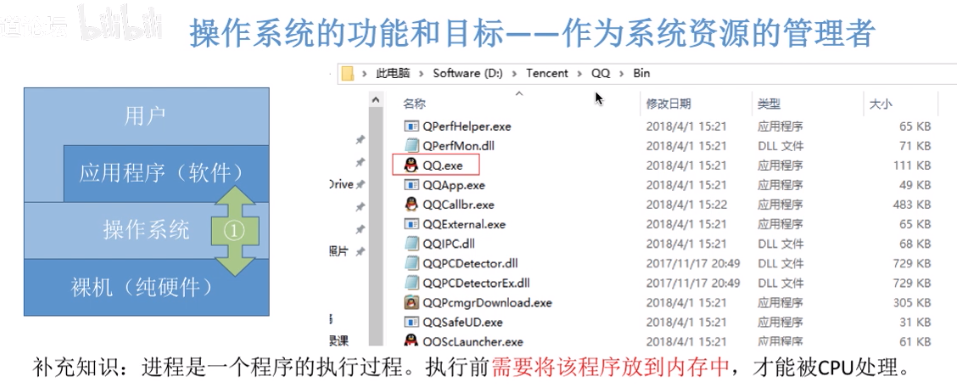 操作系统的功能和目标——作为系统资源的管理者
此电脑 > Software (D:) > Tencent > QQ > Bin
用户
应用程序（软件）
操作系统
①
裸机（纯硬件）
Drive
照片
录课
名称 修改日期 类型 大小
QPerfHelper.exe 2018/4/1 15:21 应用程序 65 KB
QPerfMon.dll 2018/4/1 15:21 DLL 文件 71 KB
QQ.exe 2018/4/1 15:21 应用程序 111 KB
QQApp.exe 2018/4/1 15:21 应用程序 49 KB
QQCallbr.exe 2018/4/1 15:22 应用程序 483 KB
QQExternal.exe 2018/4/1 15:21 应用程序 65 KB
QQIPC.dll 2018/4/1 15:21 DLL 文件 68 KB
QQPCDetector.dll 2017/11/17 20:49 DLL 文件 729 KB
QQPCDetectorEx.dll 2017/11/17 20:49 DLL 文件 729 KB
QQPcmgrDownload.exe 2018/4/1 15:21 应用程序 305 KB
QQSafeUD.exe 2018/4/1 15:21 应用程序 31 KB
QQScLauncher.exe 2018/4/1 15:21 应用程序 61 KB
补充知识：进程是一个程序的执行过程。执行前需要将该程序放到内存中，才能被CPU处理。